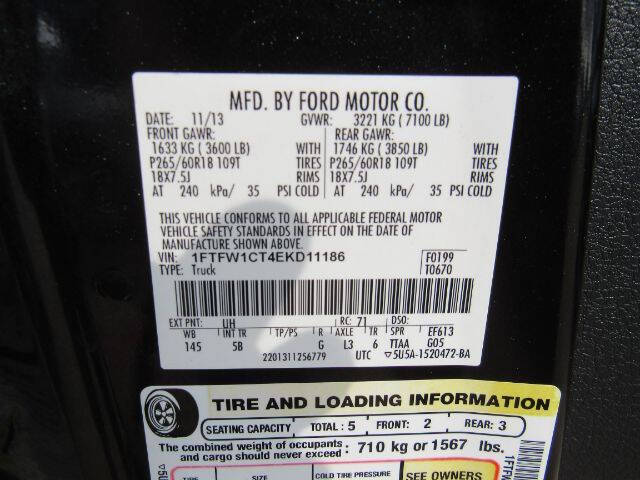 MFD. BY FORD MOTOR CO.
DATE: 11/13 GVWR: 3221 KG ( 7100 LB)
FRONT GAWR: REAR GAWR:
1633 KG ( 3600 LB) WITH 1746 KG ( 3850 LB) WITH
P265/60R18 109T TIRES P265/60R18 109T TIRES
18X7.5J RIMS 18X7.5J RIMS
AT 240 kPa/ 35 PSI COLD AT 240 kPa/ 35 PSI COLD
THIS VEHICLE CONFORMS TO ALL APPLICABLE FEDERAL MOTOR
VEHICLE SAFETY STANDARDS IN EFFECT ON THE DATE OF
MANUFACTURE SHOWN ABOVE.
VIN: 1FTFW1CT4EKD11186 F0199
TYPE: Truck T0670
EXT PNT: UH RC: 71 DSO:
WB INT TR TP/PS R AXLE TR SPR EF613
145 5B G L3 6 TTAA G05
2201311256779 UTC ▽5U5A-1520472-BA
TIRE AND LOADING INFORMATION
SEATING CAPACITY TOTAL: 5 FRONT: 2 REAR: 3
The combined weight of occupants and cargo should never exceed: 710 kg or 1567 lbs.
TIRE SIZE COLD TIRE PRESSURE SEE OWNERS